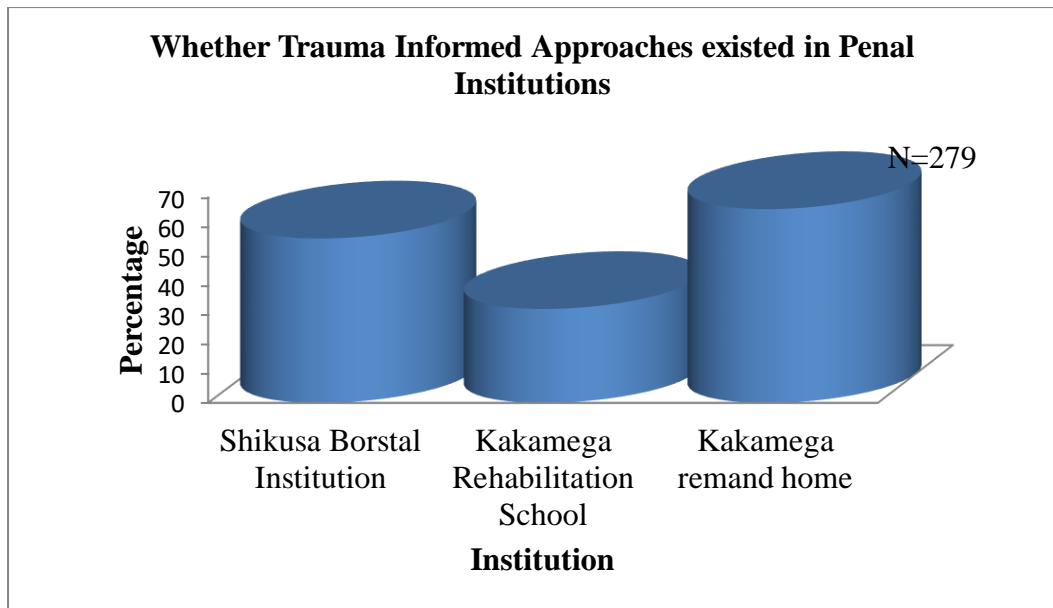 Whether Trauma Informed Approaches existed in Penal
Institutions
N=279
Percentage
70
60
50
40
30
20
10
0
Shikusa Borstal
Institution
Kakamega
Rehabilitation
School
Kakamega
remand home
Institution